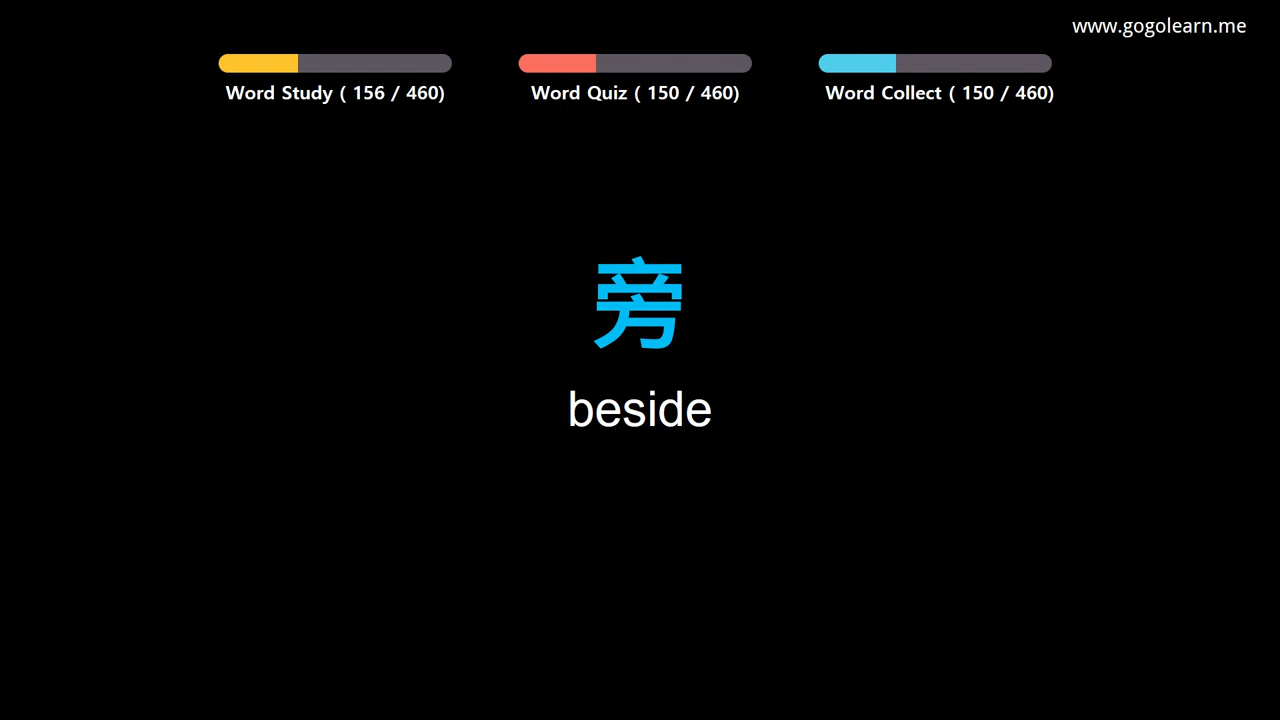 www.gogolearn.me
Word Study ( 156 / 460)
Word Quiz ( 150 / 460)
Word Collect ( 150 / 460)
旁
beside